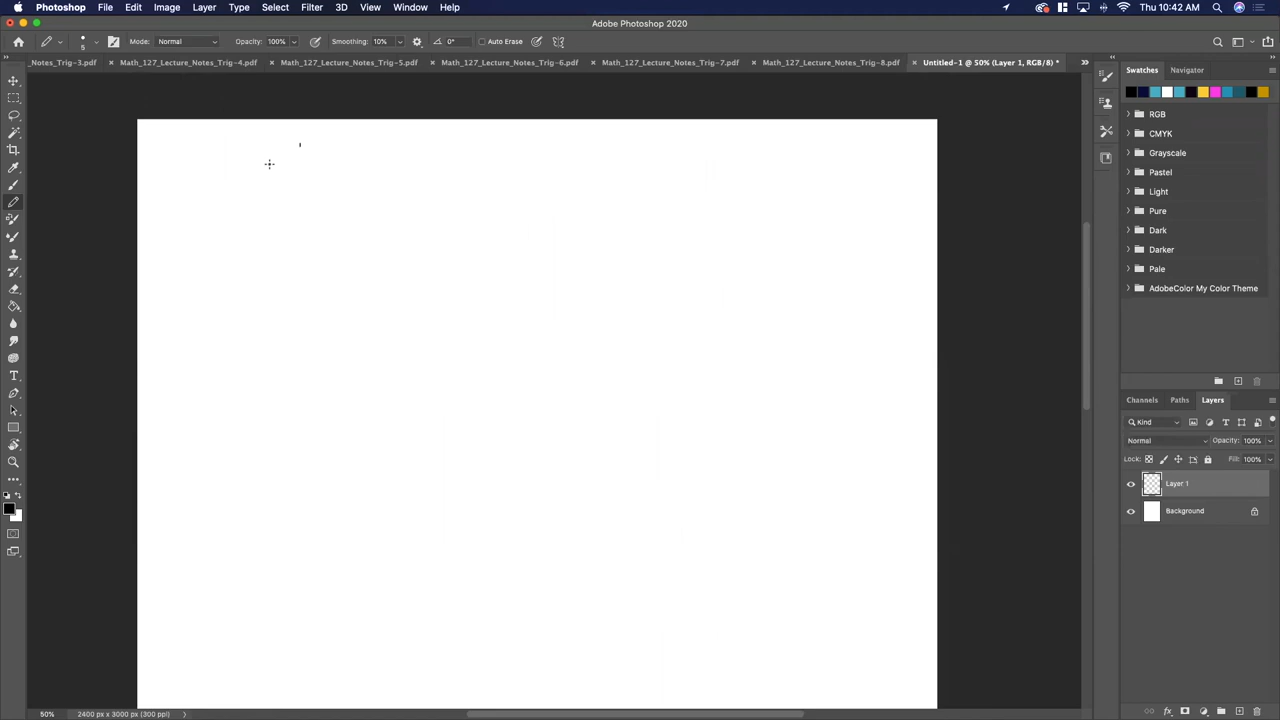 Photoshop File Edit Image Layer Type Select Filter 3D View Window Help Thu 10:42 AM
Adobe Photoshop 2020
5 Mode: Normal Opacity: 100% Smoothing: 10% 0° Auto Erase
_Notes_Trig-3.pdf Math_127_Lecture_Notes_Trig-4.pdf Math_127_Lecture_Notes_Trig-5.pdf Math_127_Lecture_Notes_Trig-6.pdf Math_127_Lecture_Notes_Trig-7.pdf Math_127_Lecture_Notes_Trig-8.pdf Untitled-1 @ 50% (Layer 1, RGB/8) *
Swatches Navigator
RGB
CMYK
Grayscale
Pastel
Light
Pure
Dark
Darker
Pale
AdobeColor My Color Theme
Channels Paths Layers
Kind
Normal Opacity: 100%
Lock: Fill: 100%
Layer 1
Background
50% 2400 px x 3000 px (300 ppi)